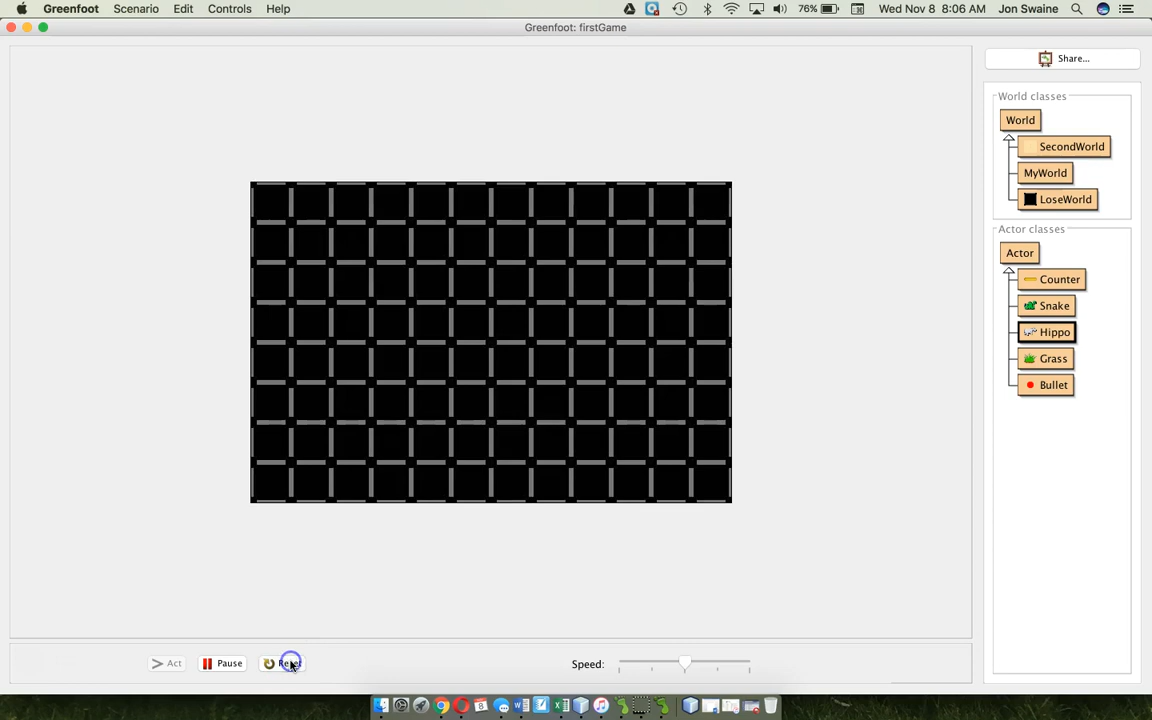 Greenfoot Scenario Edit Controls Help 76% Wed Nov 8 8:06 AM Jon Swaine
Greenfoot: firstGame
Share...
World classes
World
SecondWorld
MyWorld
LoseWorld
Actor classes
Actor
Counter
Snake
Hippo
Grass
Bullet
Act Pause Reset Speed: